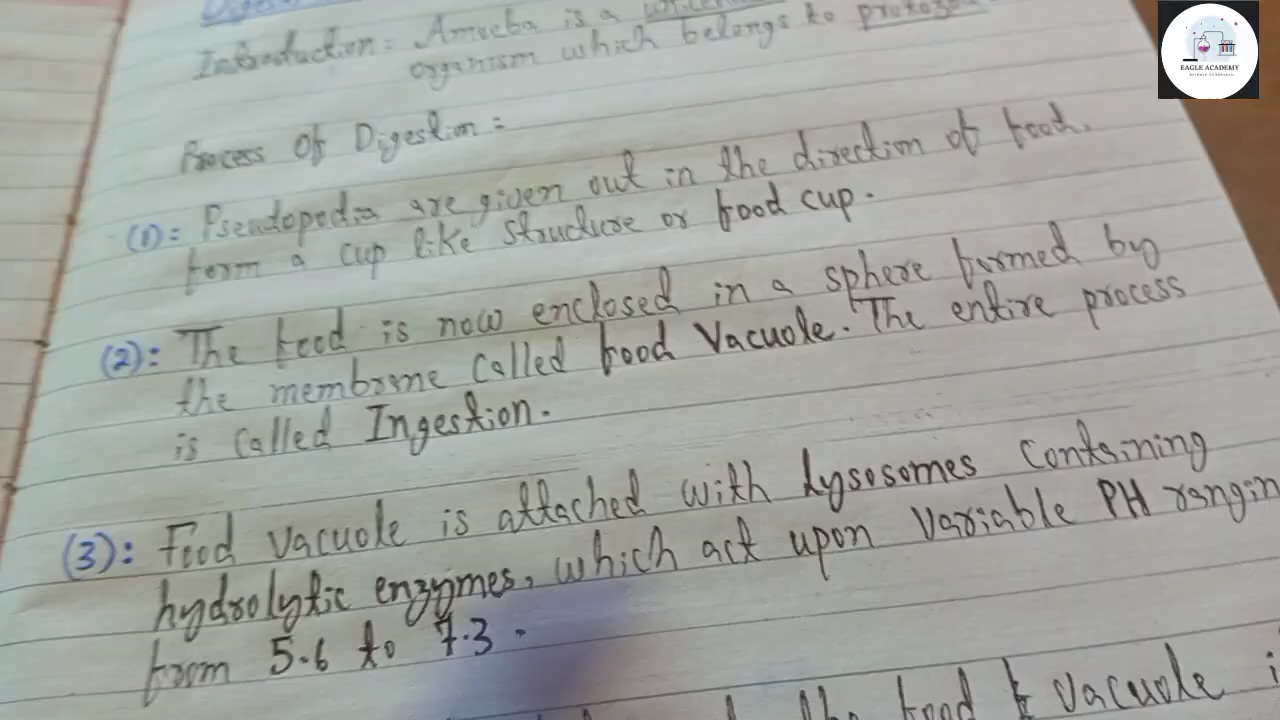 Introduction: Amoeba is a
organism which belongs to protozoa
Process Of Digestion:
(1): Pseudopedia are given out in the direction of food.
form a cup like structure or food cup.
(2): The food is now enclosed in a sphere formed by
the membrane called food Vacuole. The entire process
is called Ingestion.
(3): Food vacuole is attached with lysosomes containing
hydrolytic enzymes, which act upon variable PH rangin
from 5.6 to 7.3.
the food vacuole i
EAGLE ACADEMY